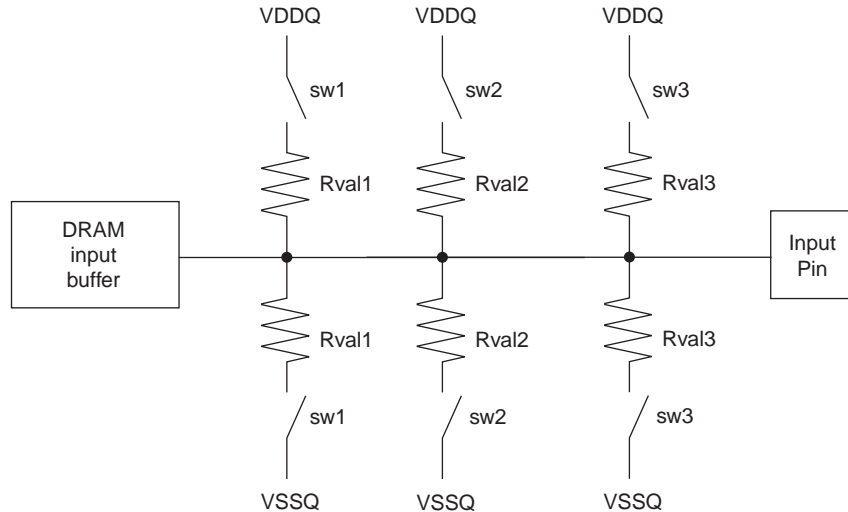 VDDQ VDDQ VDDQ
sw1 sw2 sw3
Rval1 Rval2 Rval3
DRAM
input
buffer
Input
Pin
Rval1 Rval2 Rval3
sw1 sw2 sw3
VSSQ VSSQ VSSQ